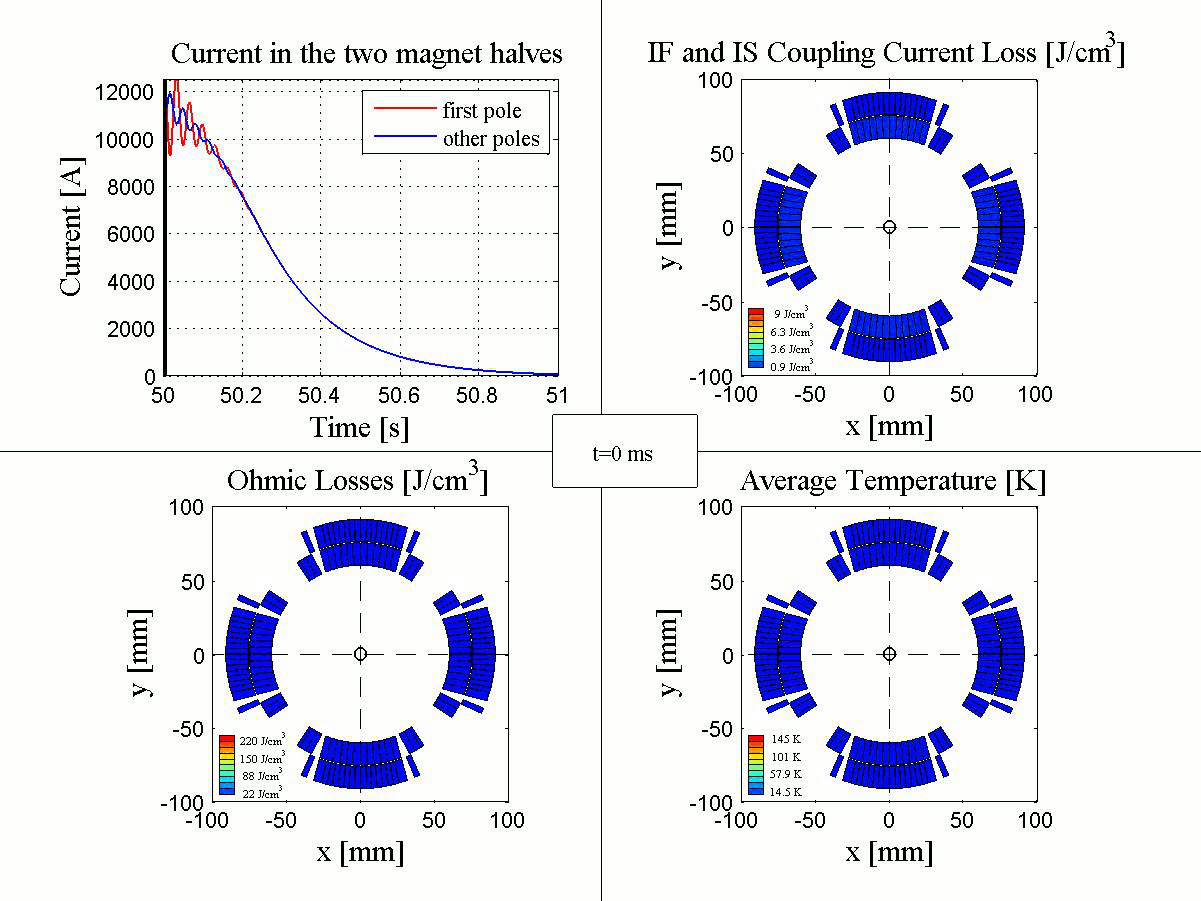 Current in the two magnet halves
12000
10000
8000
6000
4000
2000
0
Current [A]
first pole
other poles
50 50.2 50.4 50.6 50.8 51
Time [s]
IF and IS Coupling Current Loss [J/cm³]
100
50
0
-50
-100
y [mm]
9 J/cm³
6.3 J/cm³
3.6 J/cm³
0.9 J/cm³
-100 -50 0 50 100
x [mm]
t=0 ms
Ohmic Losses [J/cm³]
100
50
0
-50
-100
y [mm]
220 J/cm³
150 J/cm³
88 J/cm³
22 J/cm³
-100 -50 0 50 100
x [mm]
Average Temperature [K]
100
50
0
-50
-100
y [mm]
145 K
101 K
57.9 K
14.5 K
-100 -50 0 50 100
x [mm]